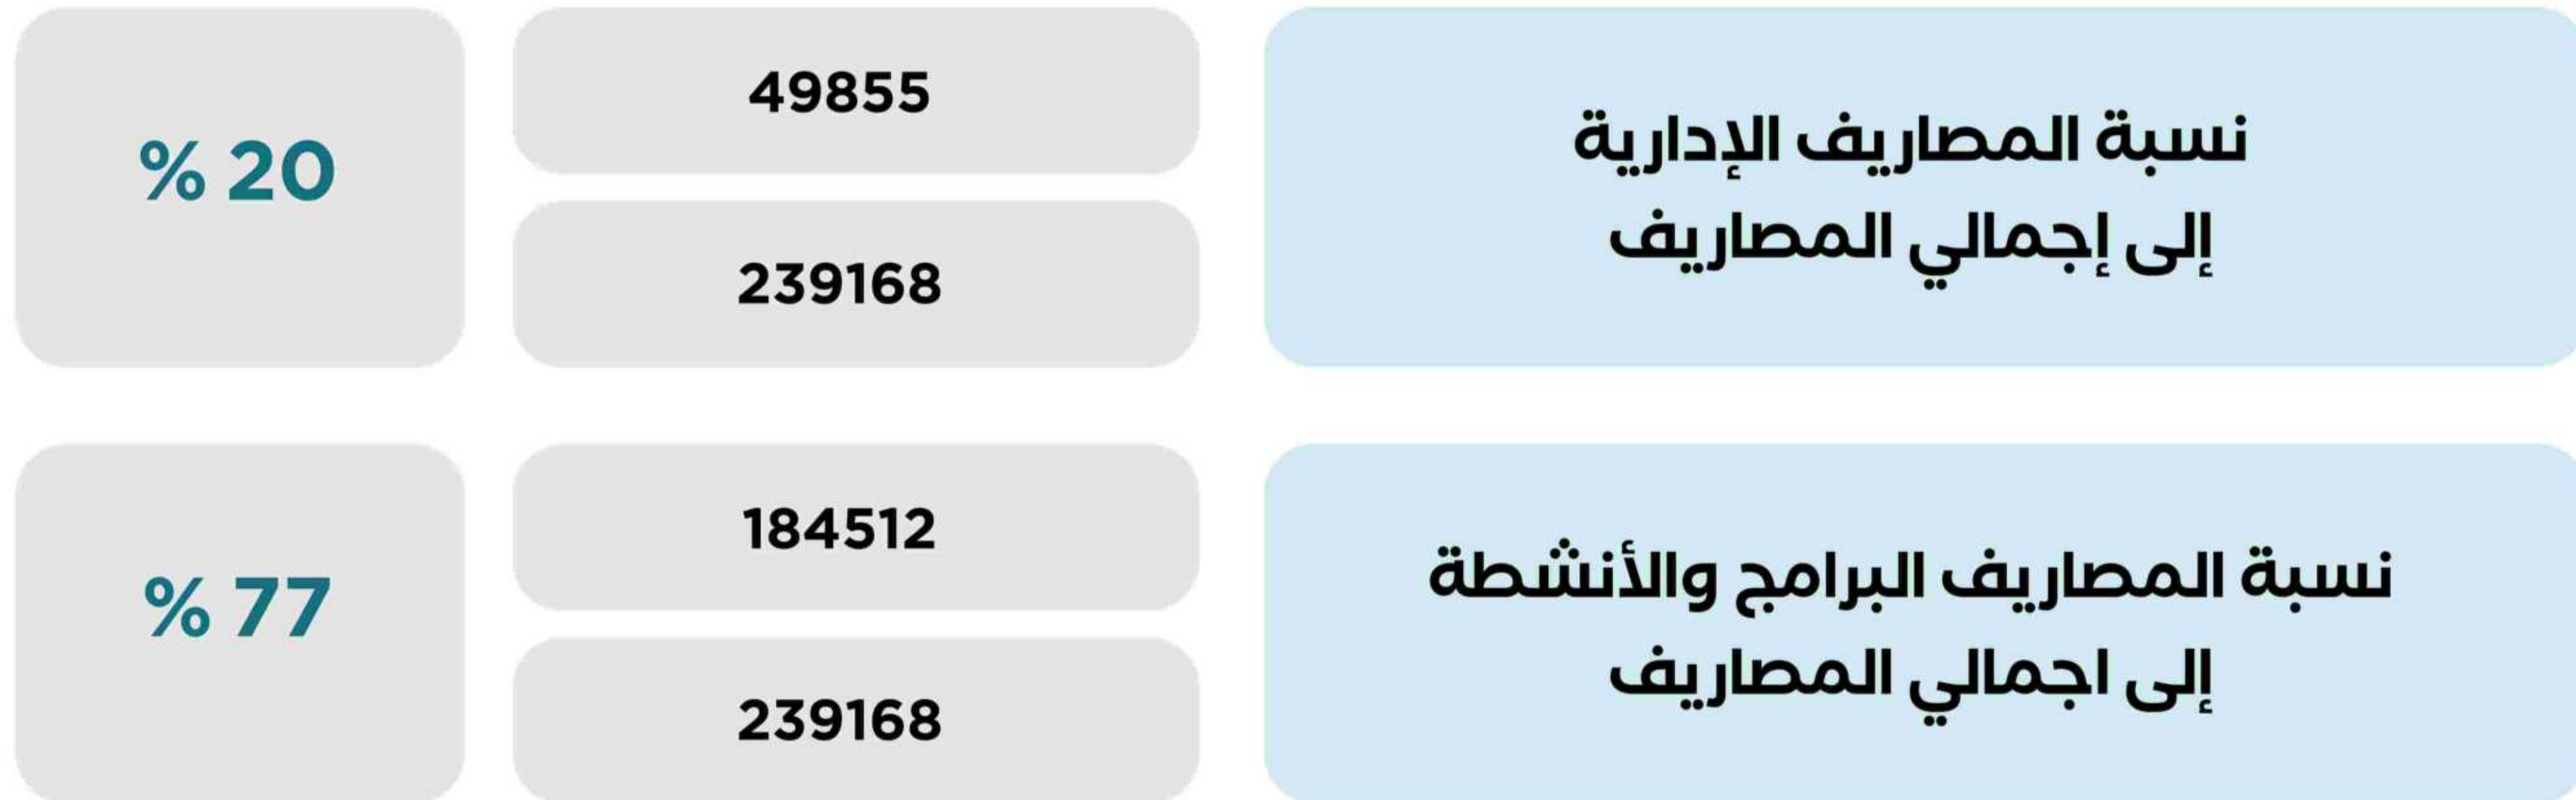 نسبة المصاريف الإدارية
إلى إجمالي المصاريف
49855
239168
% 20
نسبة المصاريف البرامج والأنشطة
إلى اجمالي المصاريف
184512
239168
% 77